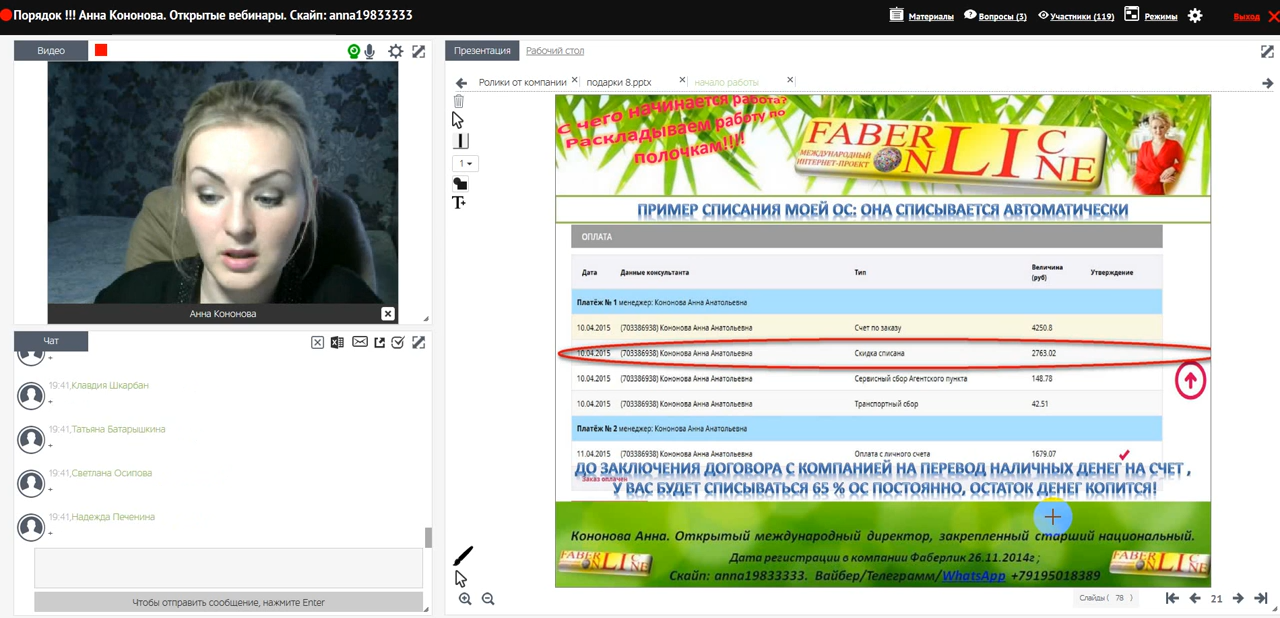 Порядок !!! Анна Кононова. Открытые вебинары. Скайп: anna19833333
Материалы
Вопросы (3)
Участники (119)
Режимы
Выход
Видео
Анна Кононова
Чат
+
19:41, Клавдия Шкарбан
+
19:41, Татьяна Батарышкина
+
19:41, Светлана Осипова
+
19:41, Надежда Печенина
+
Чтобы отправить сообщение, нажмите Enter
Презентация
Рабочий стол
Ролики от компании
подарки 8.pptx
начало работы
1
С чего начинается работа?
Раскладываем работу по
полочкам!!!!
FABER ONLINE
МЕЖДУНАРОДНЫЙ
ИНТЕРНЕТ-ПРОЕКТ
ПРИМЕР СПИСАНИЯ МОЕЙ ОС: ОНА СПИСЫВАЕТСЯ АВТОМАТИЧЕСКИ
ОПЛАТА
Дата Данные консультанта Тип Величина (руб) Утверждение
Платёж № 1 менеджер: Кононова Анна Анатольевна
10.04.2015 (703386938) Кононова Анна Анатольевна Счет по заказу 4250.8
10.04.2015 (703386938) Кононова Анна Анатольевна Скидка списана 2763.02
10.04.2015 (703386938) Кононова Анна Анатольевна Сервисный сбор Агентского пункта 148.78
10.04.2015 (703386938) Кононова Анна Анатольевна Транспортный сбор 42.51
Платёж № 2 менеджер: Кононова Анна Анатольевна
11.04.2015 (703386938) Кононова Анна Анатольевна Оплата с личного счета 1679.07
Заказ оплачен
ДО ЗАКЛЮЧЕНИЯ ДОГОВОРА С КОМПАНИЕЙ НА ПЕРЕВОД НАЛИЧНЫХ ДЕНЕГ НА СЧЕТ ,
У ВАС БУДЕТ СПИСЫВАТЬСЯ 65 % ОС ПОСТОЯННО, ОСТАТОК ДЕНЕГ КОПИТСЯ!
Кононова Анна. Открытый международный директор, закрепленный старший национальный.
Дата регистрации в компании Фаберлик 26.11.2014г ;
Скайп: anna19833333. Вайбер/Телеграмм/WhatsApp +79195018389
FABER ONLINE
FABER ONLINE
Слайды ( 78 )
21